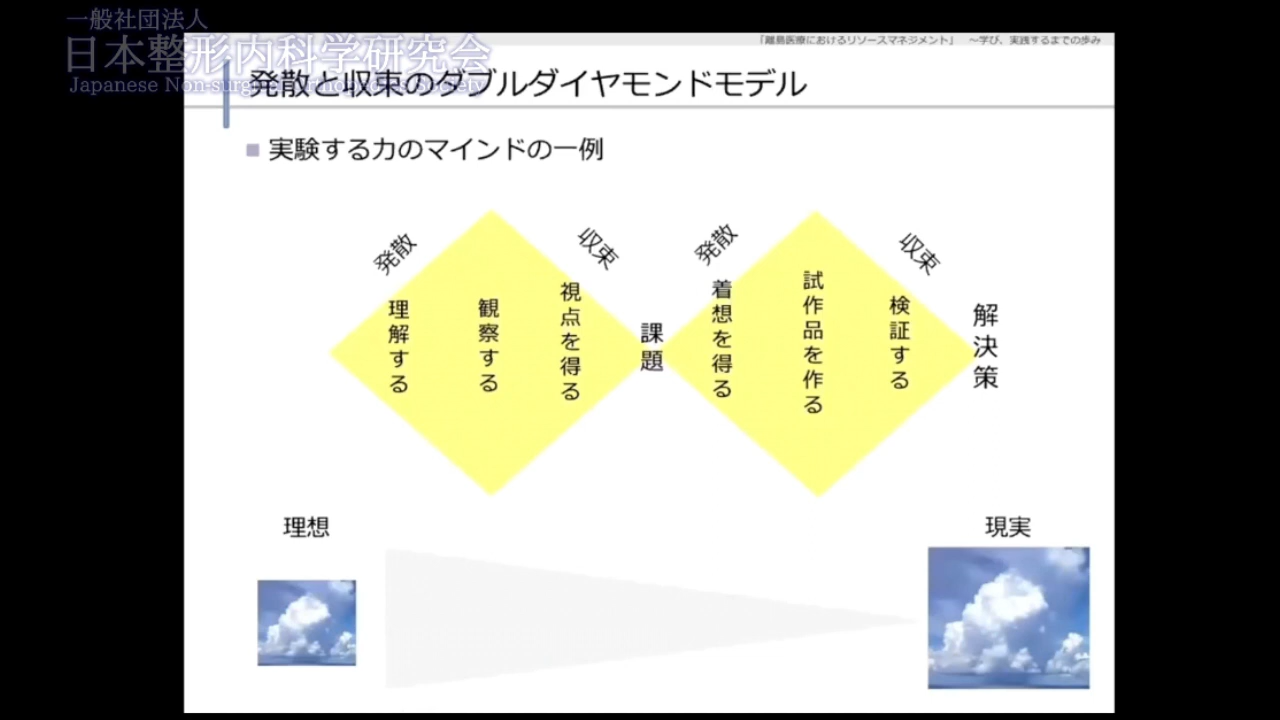 一般社団法人
日本整形内科学研究会
Japanese Non-surgical Orthopedics Society
「離島医療におけるリソースマネジメント」 ～学び、実践するまでの歩み
発散と収束のダブルダイヤモンドモデル
実験する力のマインドの一例
発散
収束
発散
収束
理解する
観察する
視点を得る
課題
着想を得る
試作品を作る
検証する
解決策
理想
現実